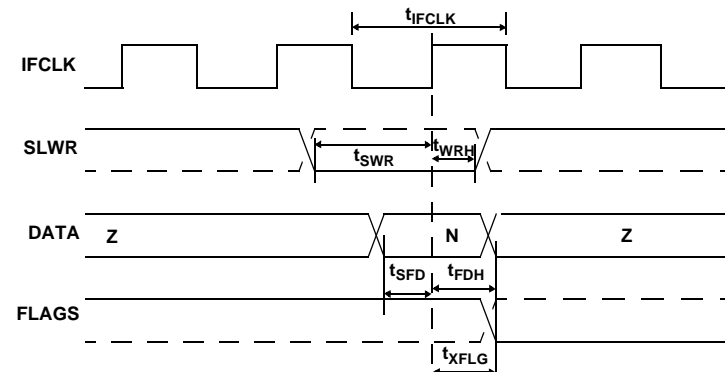 tIFCLK
IFCLK
SLWR
tSWR
tWRH
DATA
Z
N
Z
tSFD
tFDH
FLAGS
tXFLG